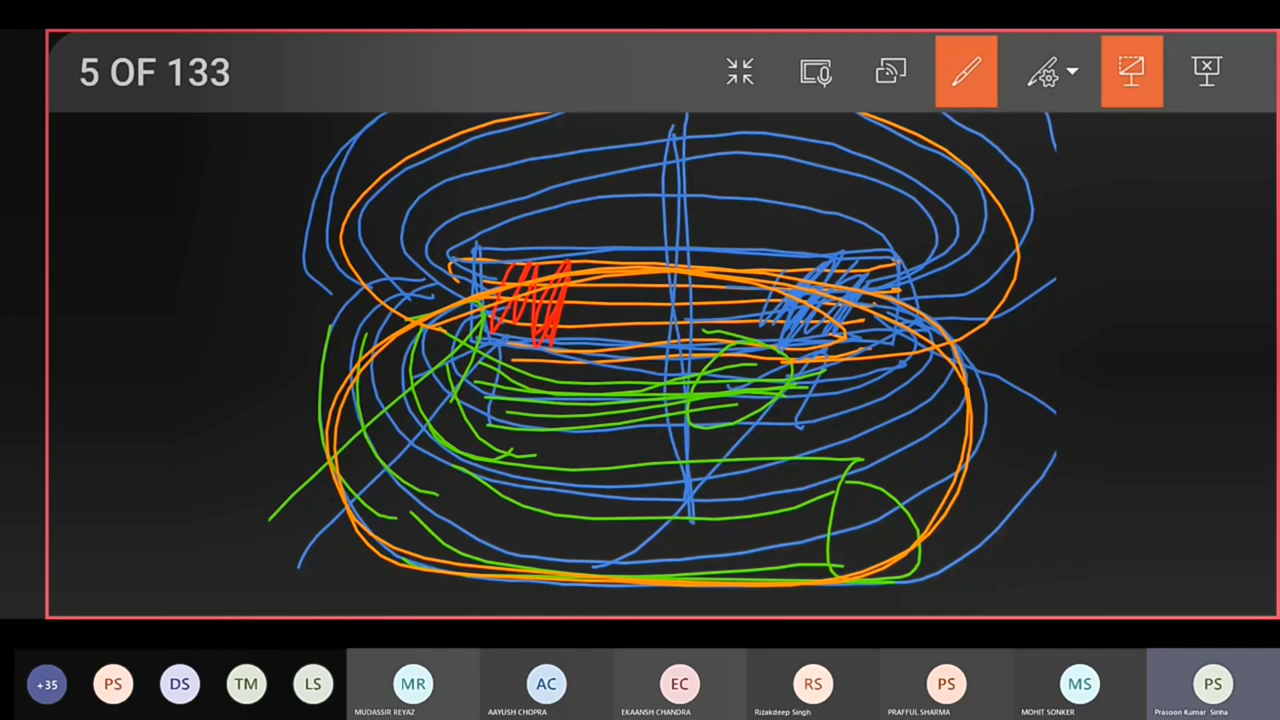 5 OF 133
+35 PS DS TM LS MR AC EC RS PS MS PS
MUDASSIR REYAZ AAYUSH CHOPRA EKAANSH CHANDRA Rizakdeep Singh PRAFFUL SHARMA MOHIT SONKER Prasoon Kumar Sinha